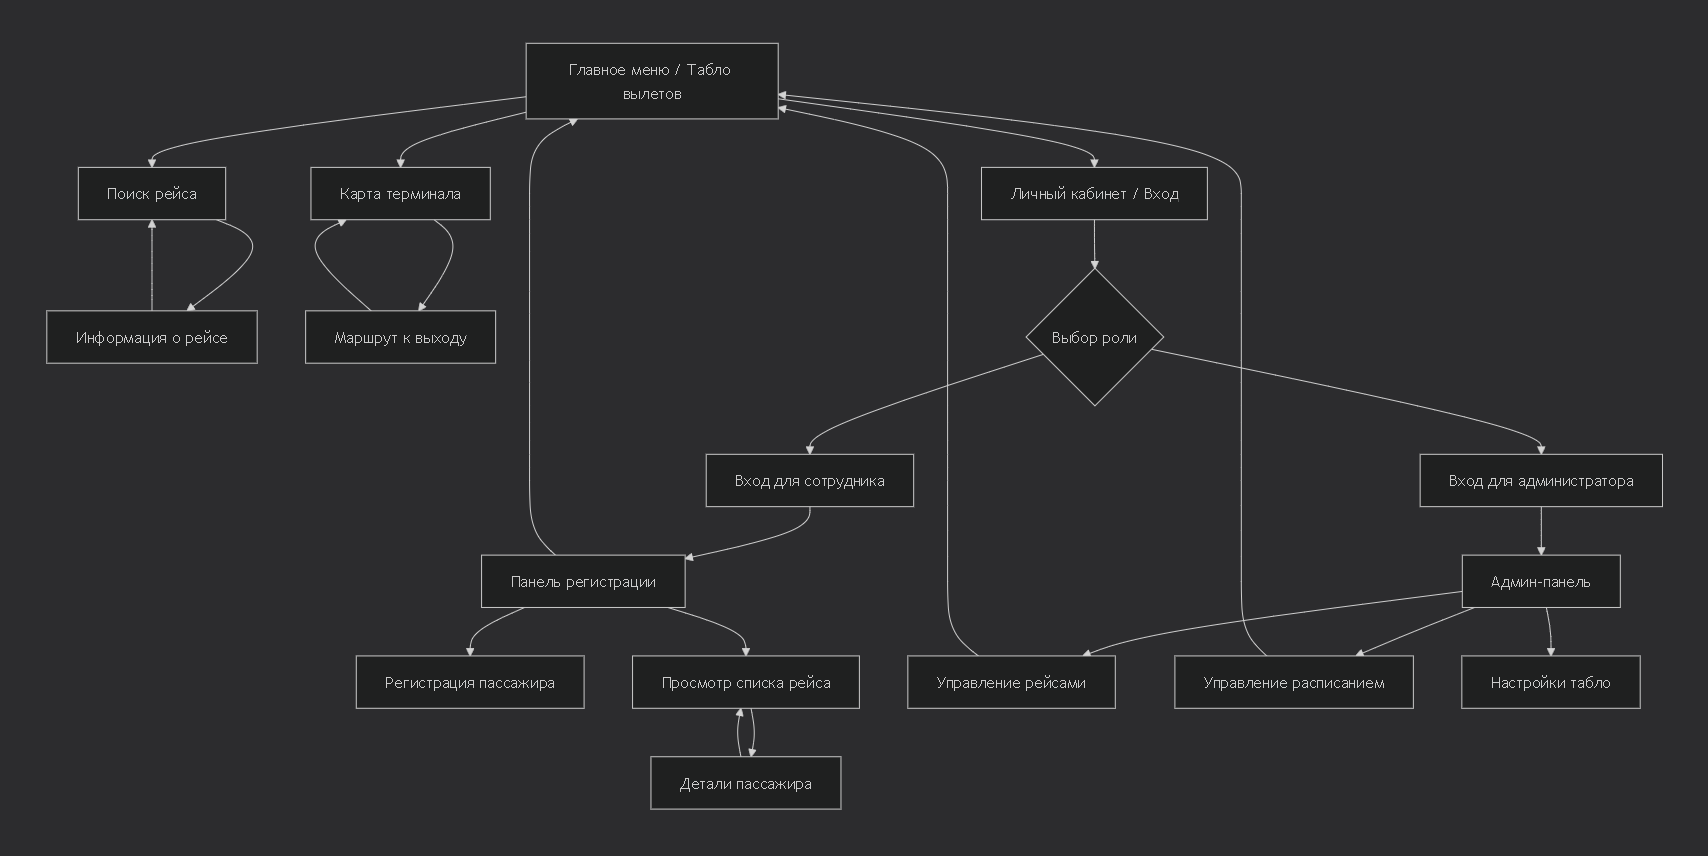 Главное меню / Табло
вылетов
Поиск рейса
Карта терминала
Личный кабинет / Вход
Информация о рейсе
Маршрут к выходу
Выбор роли
Вход для сотрудника
Вход для администратора
Панель регистрации
Админ-панель
Регистрация пассажира
Просмотр списка рейса
Управление рейсами
Управление расписанием
Настройки табло
Детали пассажира